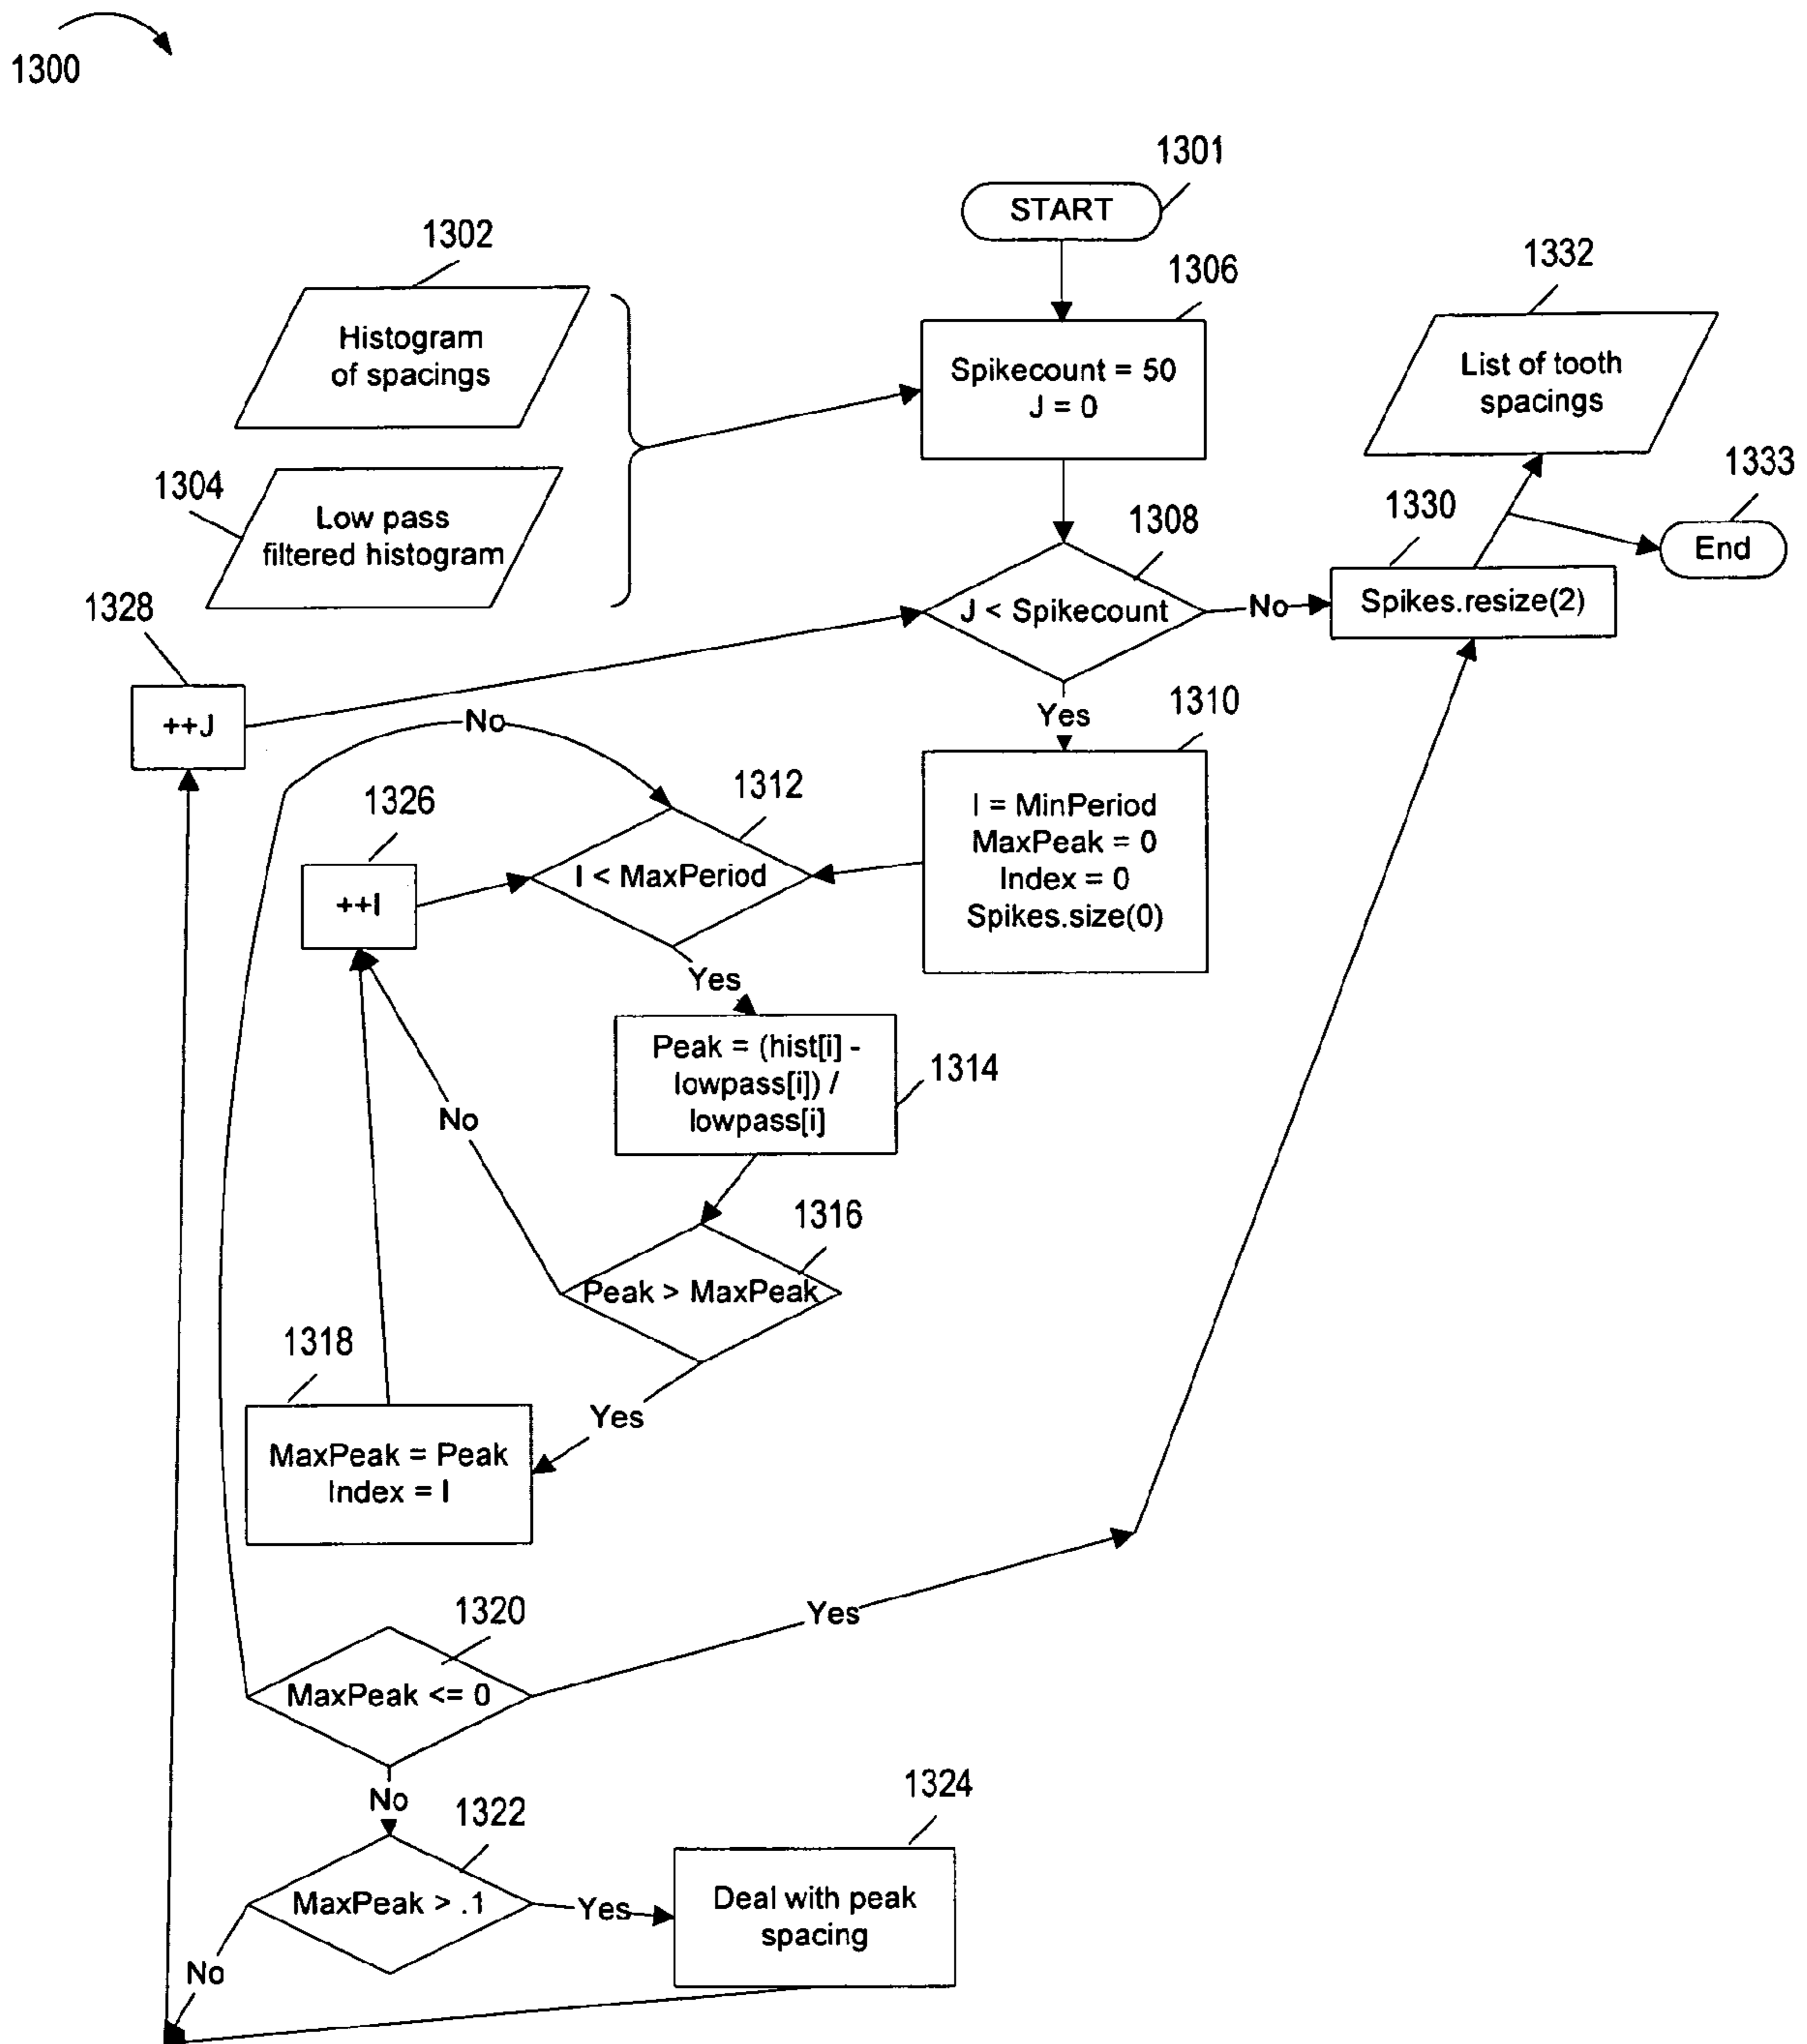 1300
1301
START
1302
1306
1332
Histogram
of spacings
Spikecount = 50
J = 0
List of tooth
spacings
1304
Low pass
filtered histogram
1308
1330
1333
End
1328
J < Spikecount
No
Spikes.resize(2)
++J
No
Yes
1310
1326
1312
I = MinPeriod
MaxPeak = 0
Index = 0
Spikes.size(0)
++I
I < MaxPeriod
Yes
Peak = (hist[i] -
lowpass[i]) /
lowpass[i]
1314
No
1316
Peak > MaxPeak
1318
Yes
MaxPeak = Peak
Index = I
1320
Yes
MaxPeak <= 0
No
1322
1324
MaxPeak > .1
Yes
Deal with peak
spacing
No